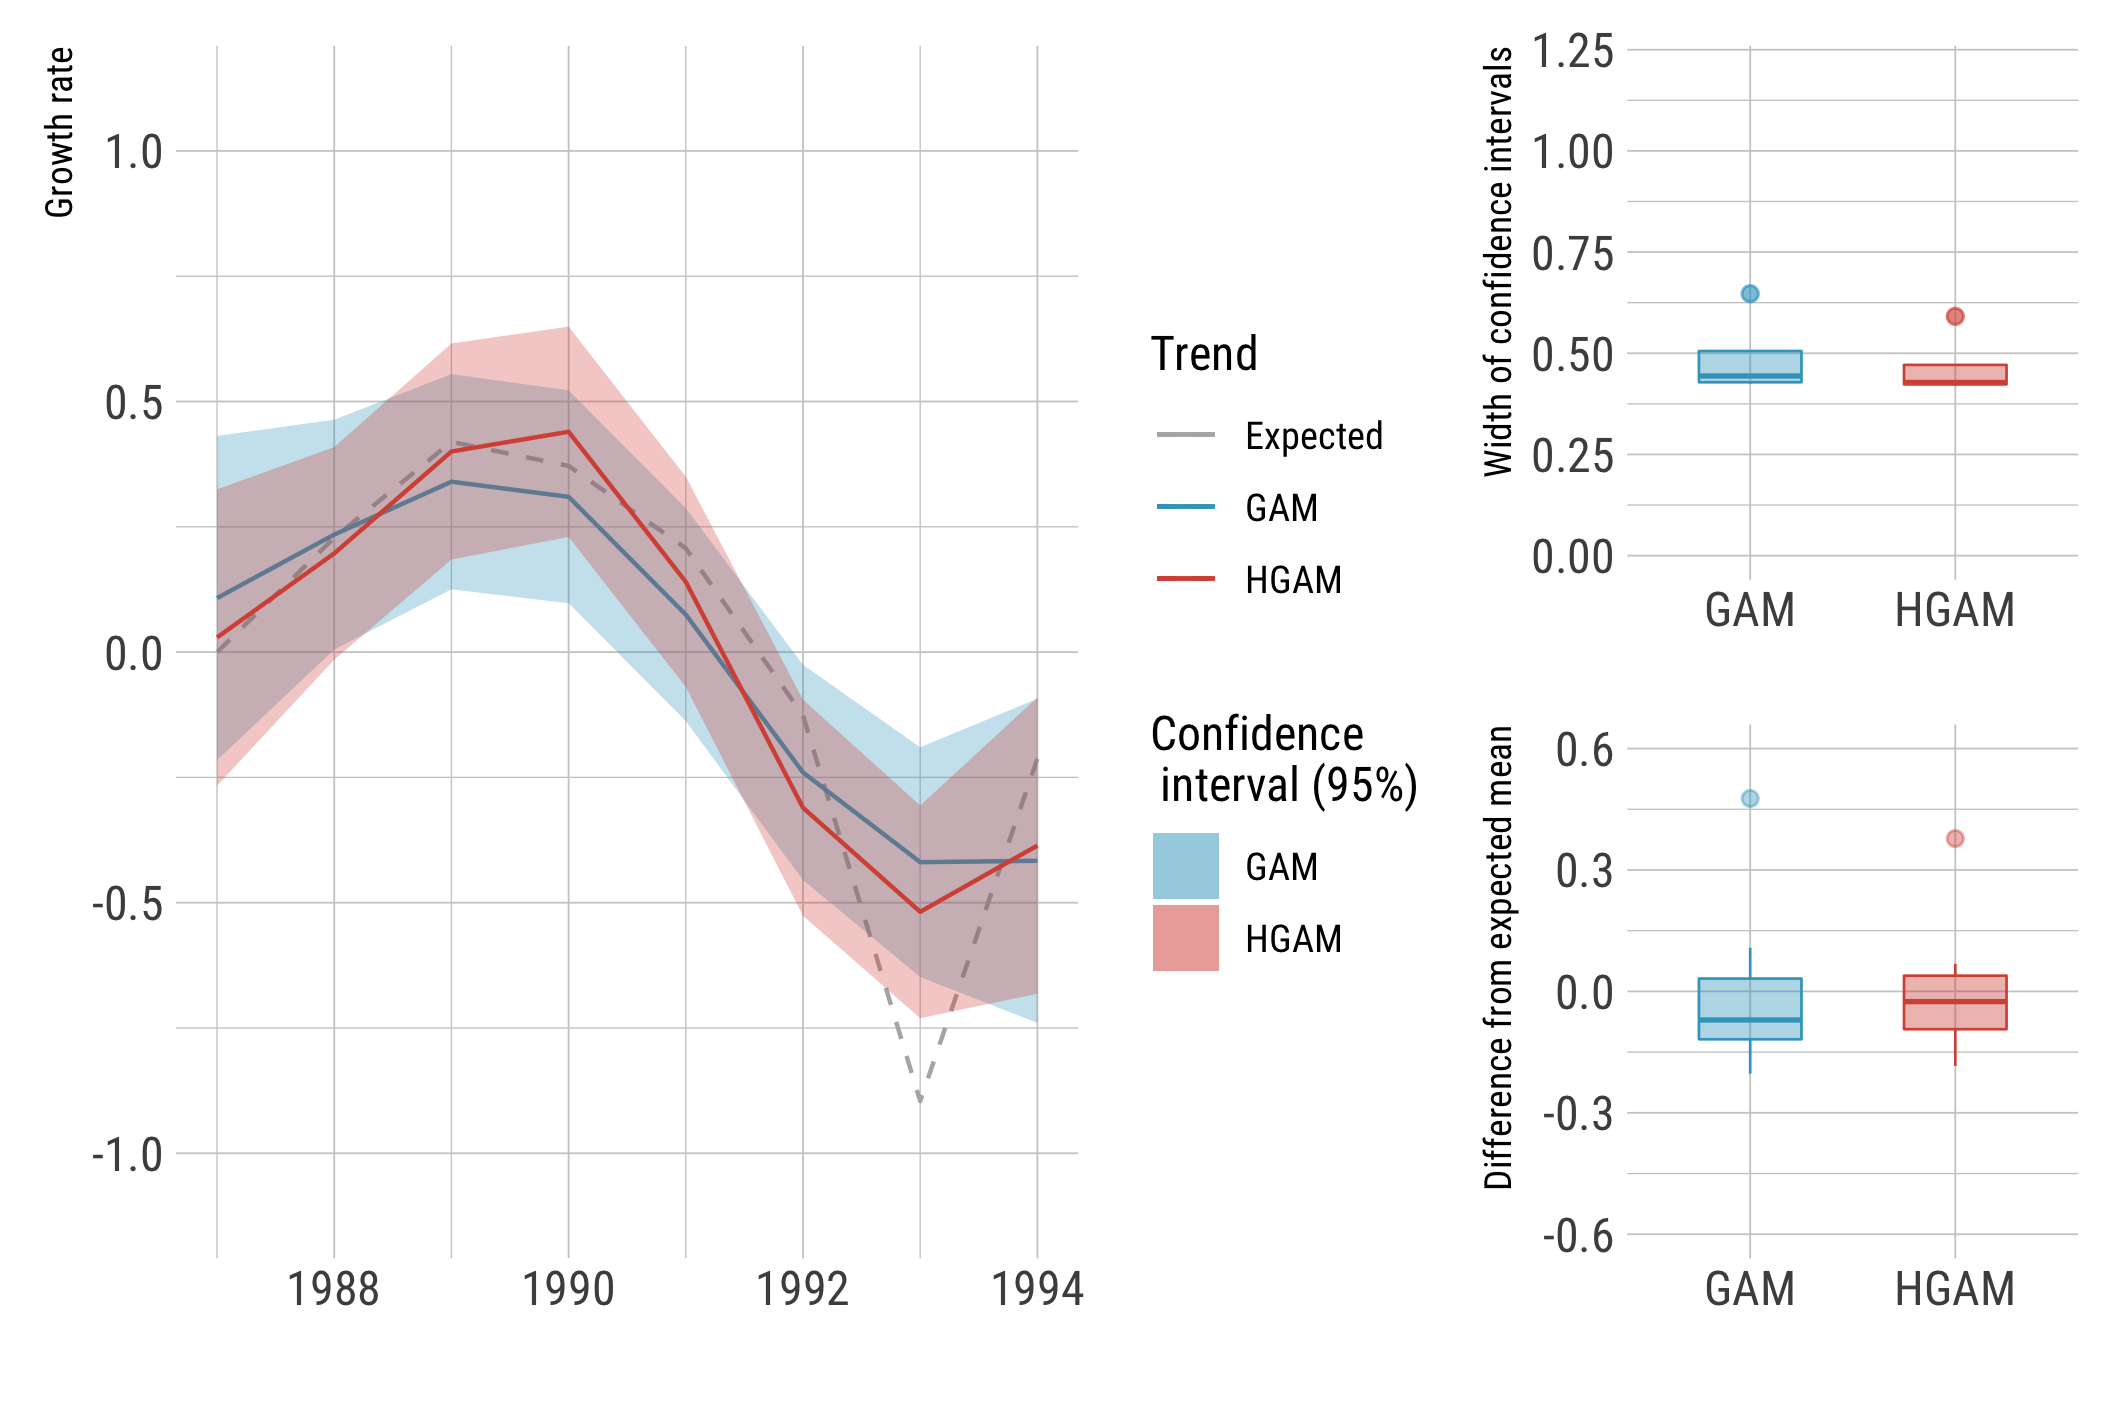 Growth rate
1.0
0.5
0.0
-0.5
-1.0
1988
1990
1992
1994
Trend
Expected
GAM
HGAM
Confidence
interval (95%)
GAM
HGAM
Width of confidence intervals
1.25
1.00
0.75
0.50
0.25
0.00
GAM
HGAM
Difference from expected mean
0.6
0.3
0.0
-0.3
-0.6
GAM
HGAM